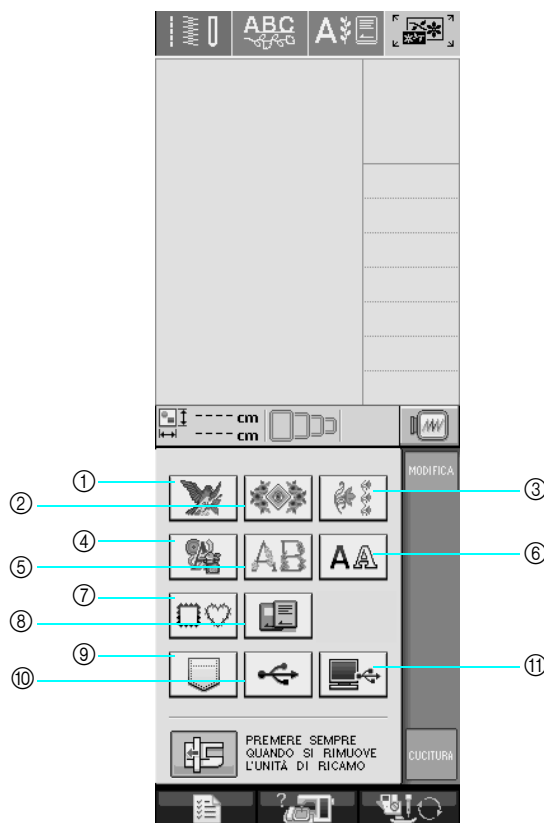 ABC
A
---- cm
---- cm
MODIFICA
①
②
③
④
⑤
⑥
AB
AA
⑦
⑧
⑨
⑩
⑪
PREMERE SEMPRE
QUANDO SI RIMUOVE
L'UNITÀ DI RICAMO
CUCITURA
?